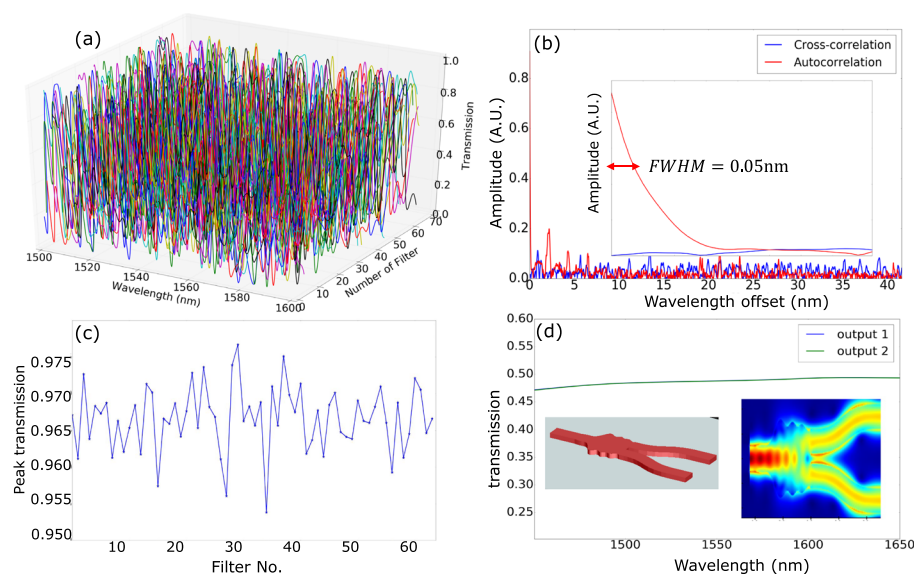 (a)
1.0
0.8
0.6
0.4
0.2
0.0
Transmission
70
60
50
40
30
20
10
0
Number of Filter
1500
1520
1540
1560
1580
1600
Wavelength (nm)
(b)
Cross-correlation
Autocorrelation
0.8
0.6
0.4
0.2
0.0
Amplitude (A.U.)
Amplitude (A.U.)
FWHM = 0.05nm
0 5 10 15 20 25 30 35 40
Wavelength offset (nm)
(c)
0.975
0.970
0.965
0.960
0.955
0.950
Peak transmission
10 20 30 40 50 60
Filter No.
(d)
output 1
output 2
0.60
0.55
0.50
0.45
0.40
0.35
0.30
0.25
transmission
1500 1550 1600 1650
Wavelength (nm)